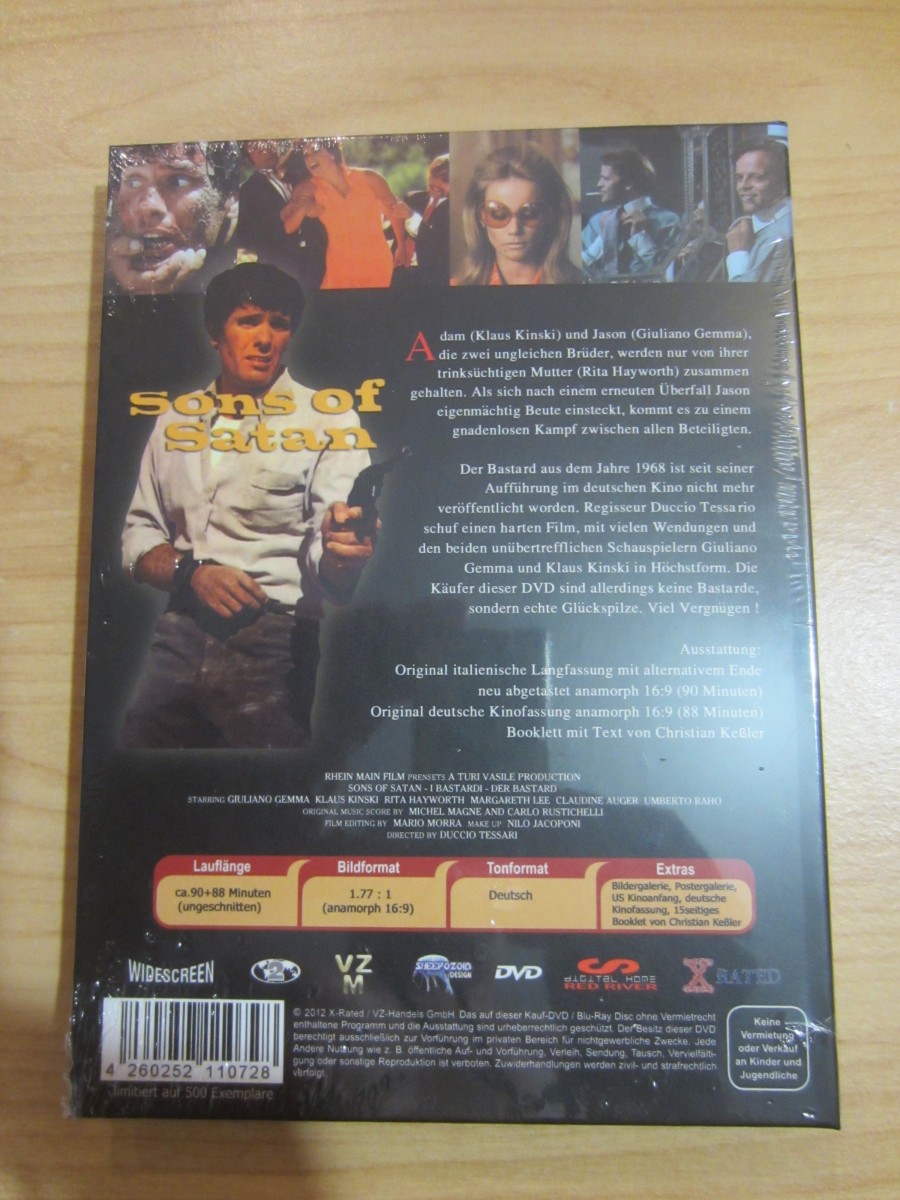 Sons of
Satan
Adam (Klaus Kinski) und Jason (Giuliano Gemma),
die zwei ungleichen Brüder, werden nur von ihrer
trinksüchtigen Mutter (Rita Hayworth) zusammen
gehalten. Als sich nach einem erneuten Überfall Jason
eigenmächtig Beute einsteckt, kommt es zu einem
gnadenlosen Kampf zwischen allen Beteiligten.
Der Bastard aus dem Jahre 1968 ist seit seiner
Aufführung im deutschen Kino nicht mehr
veröffentlicht worden. Regisseur Duccio Tessario
schuf einen harten Film, mit vielen Wendungen und
den beiden unübertrefflichen Schauspielern Giuliano
Gemma und Klaus Kinski in Höchstform. Die
Käufer dieser DVD sind allerdings keine Bastarde,
sondern echte Glückspilze. Viel Vergnügen !
Ausstattung:
Original italienische Langfassung mit alternativem Ende
neu abgetastet anamorph 16:9 (90 Minuten)
Original deutsche Kinofassung anamorph 16:9 (88 Minuten)
Booklett mit Text von Christian Keßler
RHEIN MAIN FILM PRENSETS A TURI VASILE PRODUCTION
SONS OF SATAN - I BASTARDI - DER BASTARD
STARRING GIULIANO GEMMA KLAUS KINSKI RITA HAYWORTH MARGARETH LEE CLAUDINE AUGER UMBERTO RAHO
ORIGINAL MUSIC SCORE BY MICHEL MAGNE AND CARLO RUSTICHELLI
FILM EDITING BY MARIO MORRA MAKE UP NILO JACOPONI
DIRECTED BY DUCCIO TESSARI
Lauflänge Bildformat Tonformat Extras
ca.90+88 Minuten
(ungeschnitten)
1.77 : 1
(anamorph 16:9)
Deutsch
Bildergalerie, Postergalerie,
US Kinoanfang, deutsche
Kinofassung, 15seitiges
Booklet von Christian Keßler
WIDESCREEN 2 VZ M SHEEPOZOID DESIGN DVD DIGITAL HOME RED RIVER X RATED
© 2012 X-Rated / VZ-Handels GmbH. Das auf dieser Kauf-DVD / Blu-Ray Disc ohne Vermietrecht
enthaltene Programm und die Ausstattung sind urheberrechtlich geschützt. Der Besitz dieser DVD
berechtigt ausschließlich zur Vorführung im privaten Bereich für nichtgewerbliche Zwecke. Jede
Andere Nutzung wie z. B. öffentliche Auf- und Vorführung, Verleih, Sendung, Tausch, Vervielfälti-
gung oder sonstige Reproduktion ist verboten. Zuwiderhandlungen werden zivil- und strafrechtlich
verfolgt.
Keine
Vermietung
oder Verkauf
an Kinder und
Jugendliche
4 260252 110728
limitiert auf 500 Exemplare